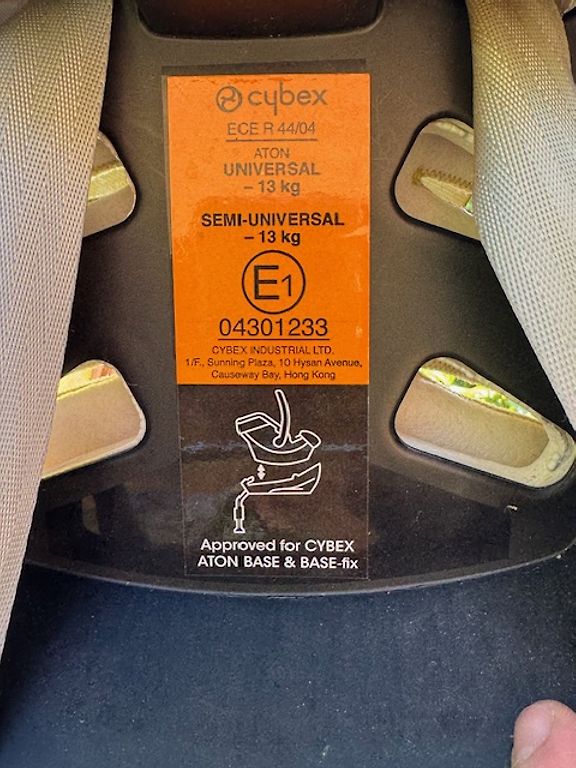 cybex
ECE R 44/04
ATON
UNIVERSAL
– 13 kg
SEMI-UNIVERSAL
– 13 kg
E1
04301233
CYBEX INDUSTRIAL LTD.
1/F., Sunning Plaza, 10 Hysan Avenue,
Causeway Bay, Hong Kong
Approved for CYBEX
ATON BASE & BASE-fix